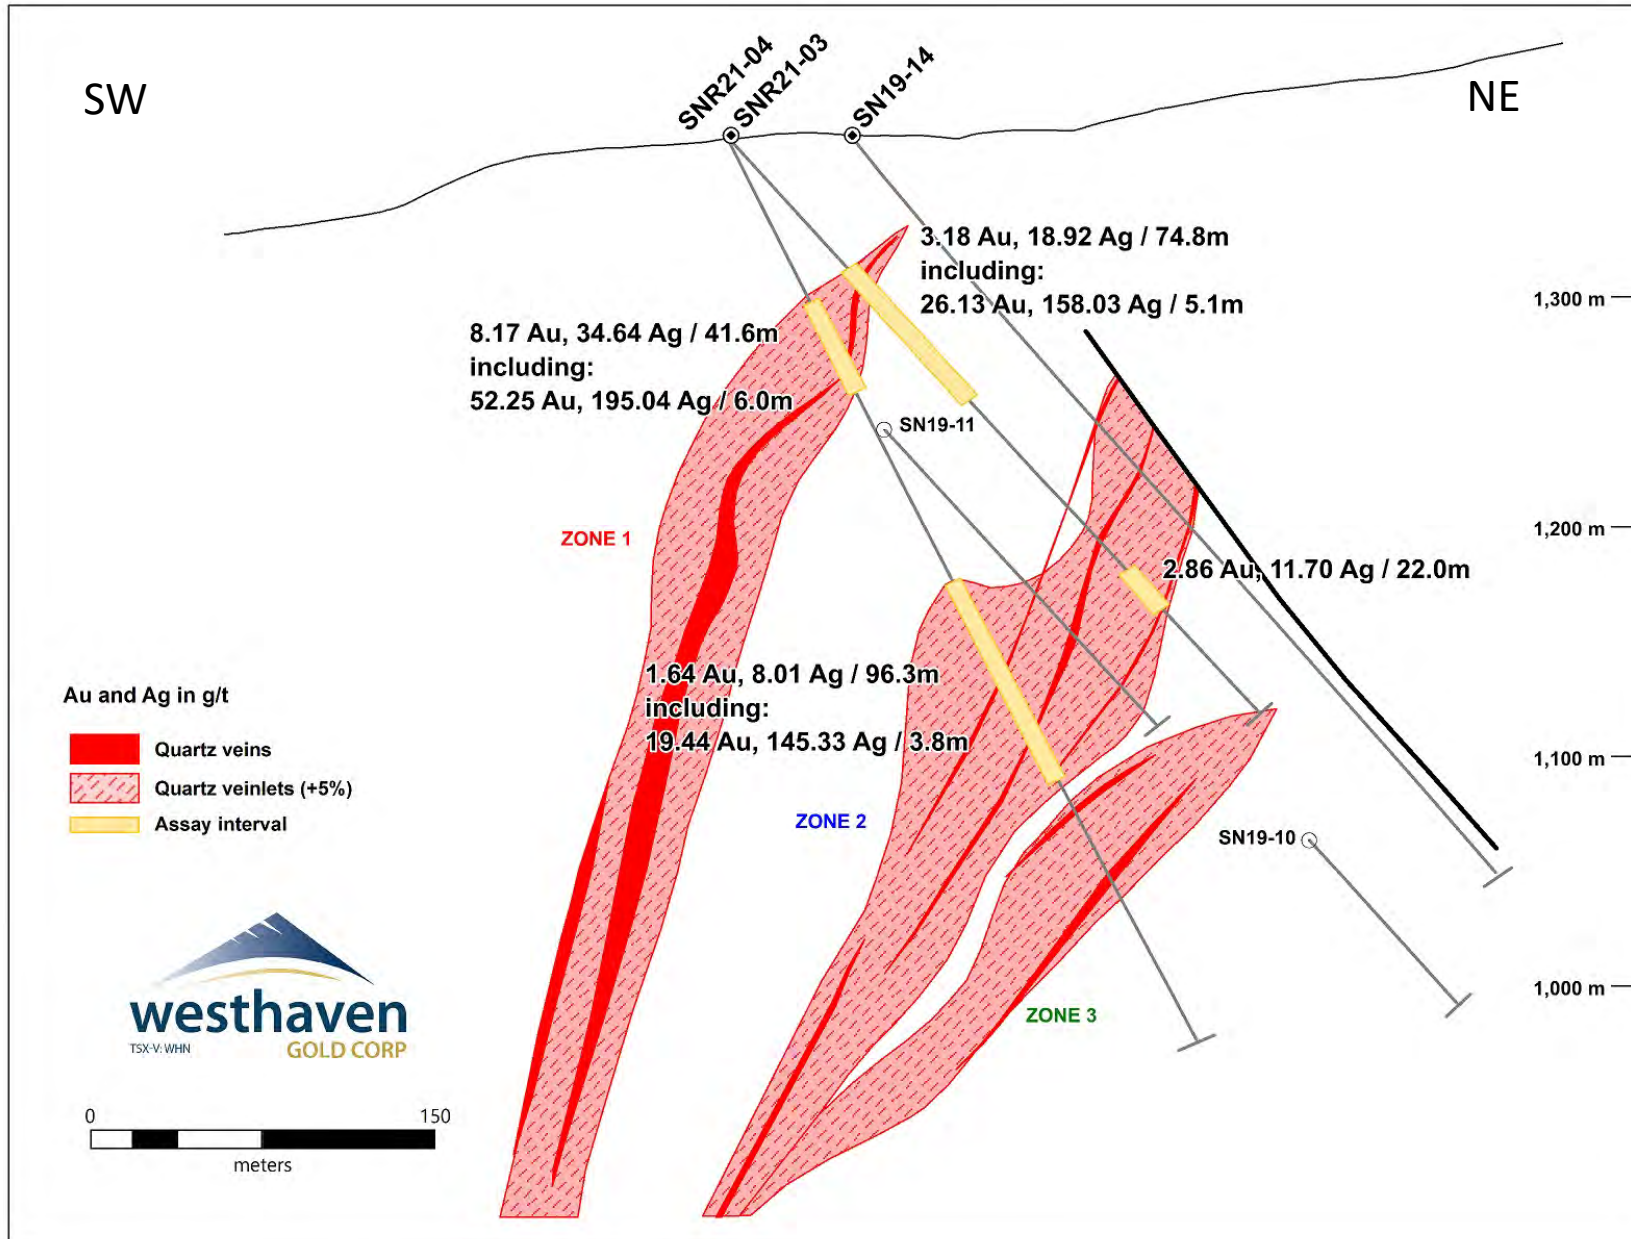 SW
NE
SNR21-04
SNR21-03
SN19-14
3.18 Au, 18.92 Ag / 74.8m
including:
26.13 Au, 158.03 Ag / 5.1m
1,300 m
8.17 Au, 34.64 Ag / 41.6m
including:
52.25 Au, 195.04 Ag / 6.0m
SN19-11
ZONE 1
1,200 m
2.86 Au, 11.70 Ag / 22.0m
1.64 Au, 8.01 Ag / 96.3m
including:
19.44 Au, 145.33 Ag / 3.8m
1,100 m
Au and Ag in g/t
Quartz veins
Quartz veinlets (+5%)
Assay interval
ZONE 2
SN19-10
1,000 m
ZONE 3
westhaven
TSX-V: WHN
GOLD CORP
0
150
meters